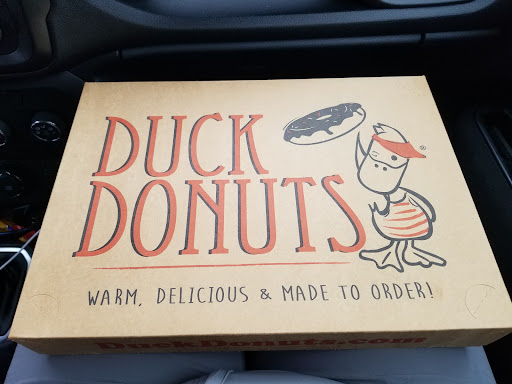 DUCK
DONUTS
®
WARM, DELICIOUS & MADE TO ORDER!
DuckDonuts.com